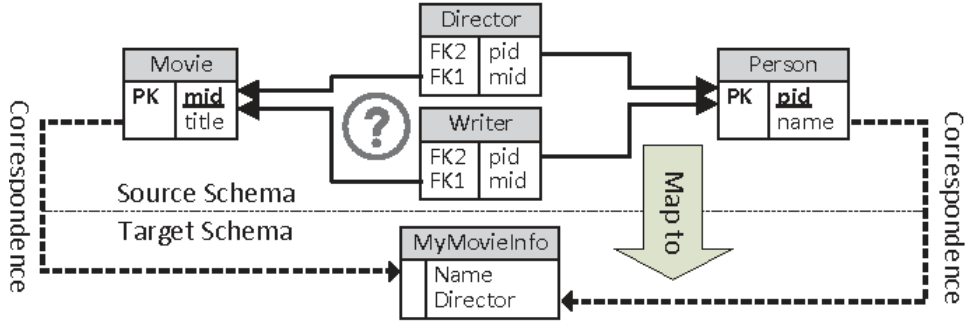 Director
FK2 pid
FK1 mid
Movie
PK mid
title
Person
PK pid
name
?
Writer
FK2 pid
FK1 mid
Correspondence
Correspondence
Map to
Source Schema
Target Schema
MyMovieInfo
Name
Director